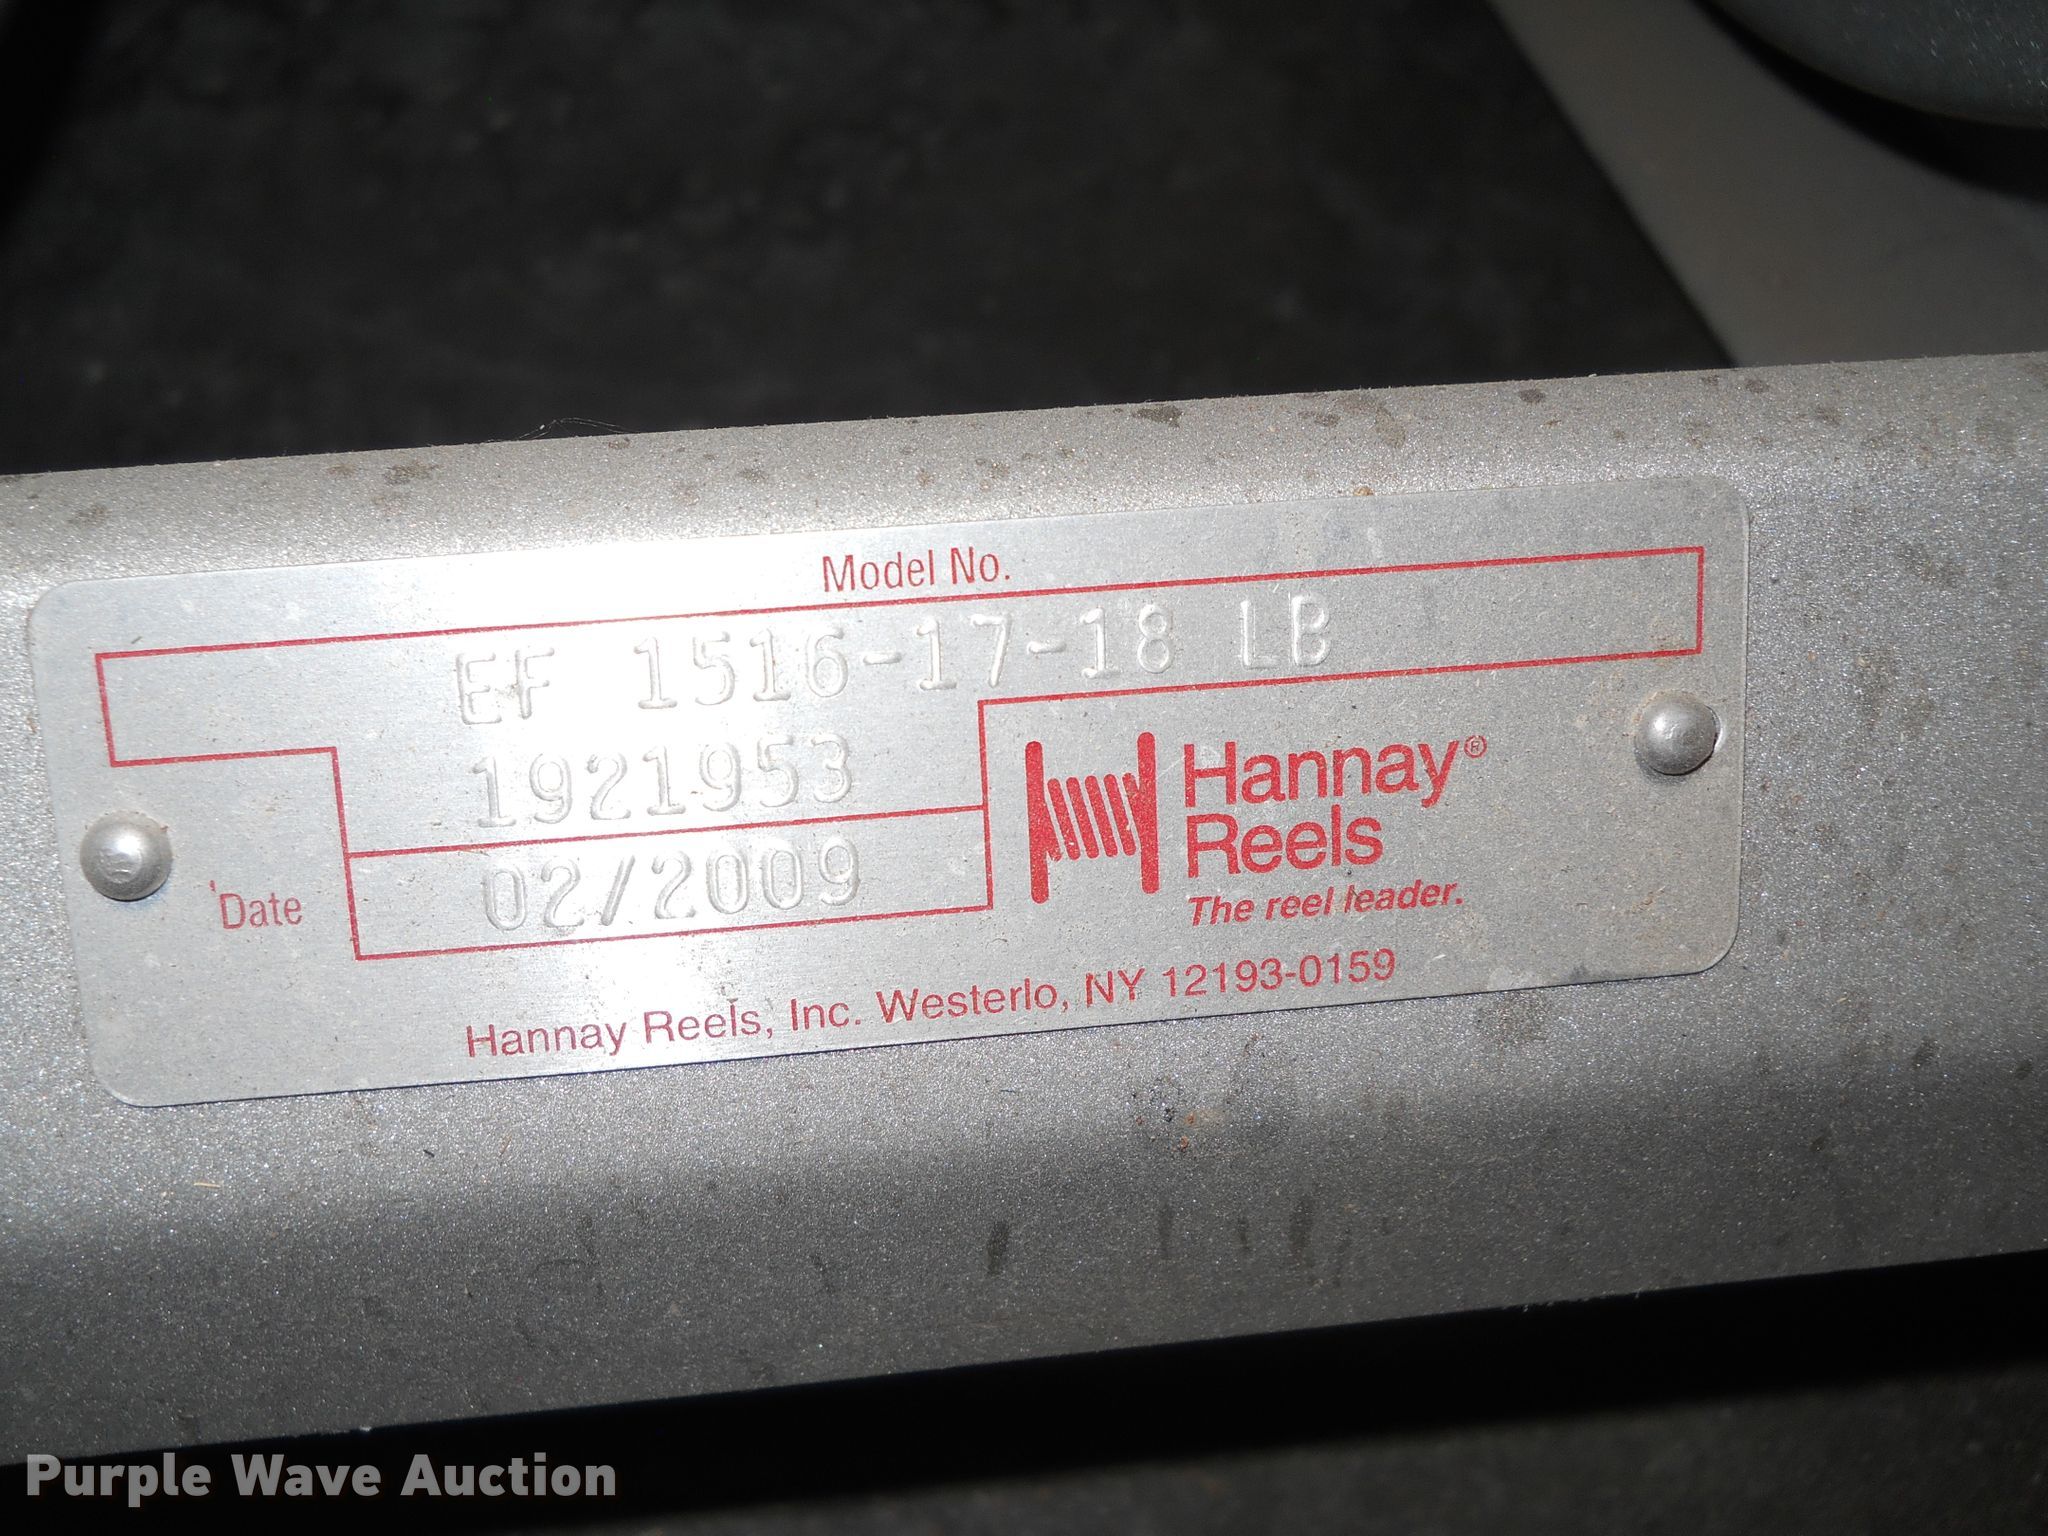 Model No.
EF 1516-17-18 LB
1921953
Date 02/2009
Hannay®
Reels
The reel leader.
Hannay Reels, Inc. Westerlo, NY 12193-0159
Purple Wave Auction